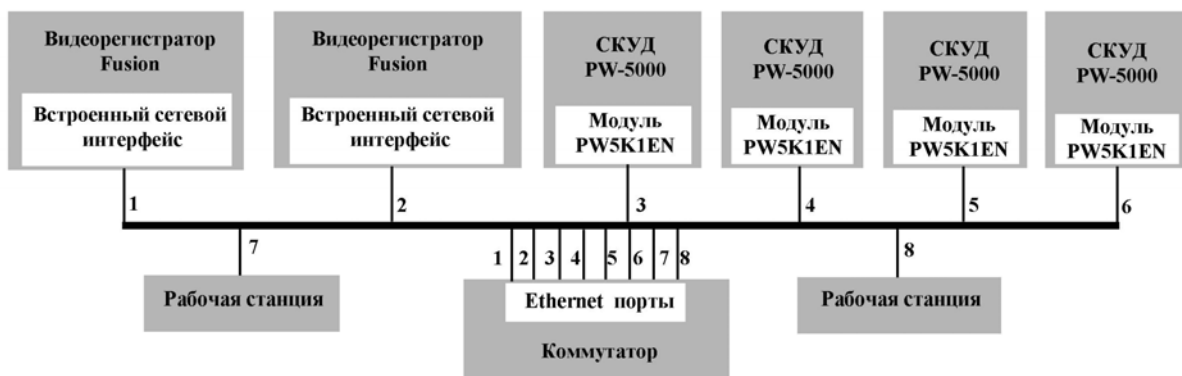 Видеорегистратор
Fusion
Встроенный сетевой
интерфейс
Видеорегистратор
Fusion
Встроенный сетевой
интерфейс
СКУД
PW-5000
Модуль
PW5K1EN
СКУД
PW-5000
Модуль
PW5K1EN
СКУД
PW-5000
Модуль
PW5K1EN
СКУД
PW-5000
Модуль
PW5K1EN
1
2
3
4
5
6
7
1
2
3
4
5
6
7
8
8
Рабочая станция
Ethernet порты
Коммутатор
Рабочая станция